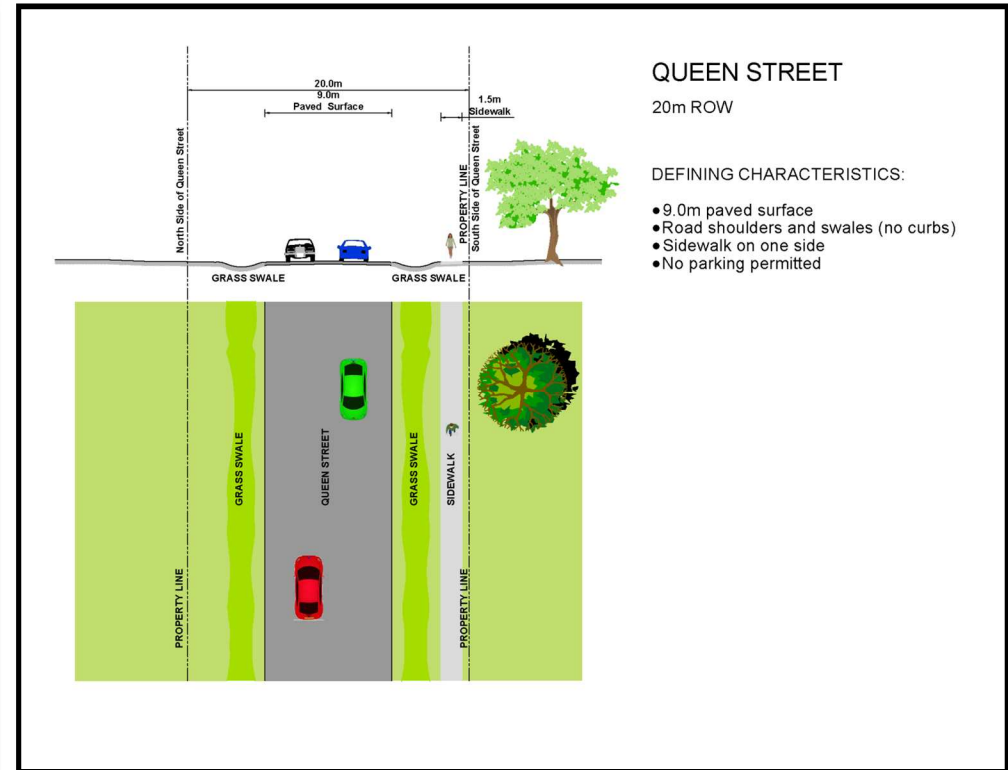 QUEEN STREET
20m ROW
DEFINING CHARACTERISTICS:
●9.0m paved surface
●Road shoulders and swales (no curbs)
●Sidewalk on one side
●No parking permitted
20.0m
9.0m
Paved Surface
1.5m
Sidewalk
North Side of Queen Street
PROPERTY LINE
South Side of Queen Street
GRASS SWALE
GRASS SWALE
GRASS SWALE
QUEEN STREET
GRASS SWALE
SIDEWALK
PROPERTY LINE
PROPERTY LINE